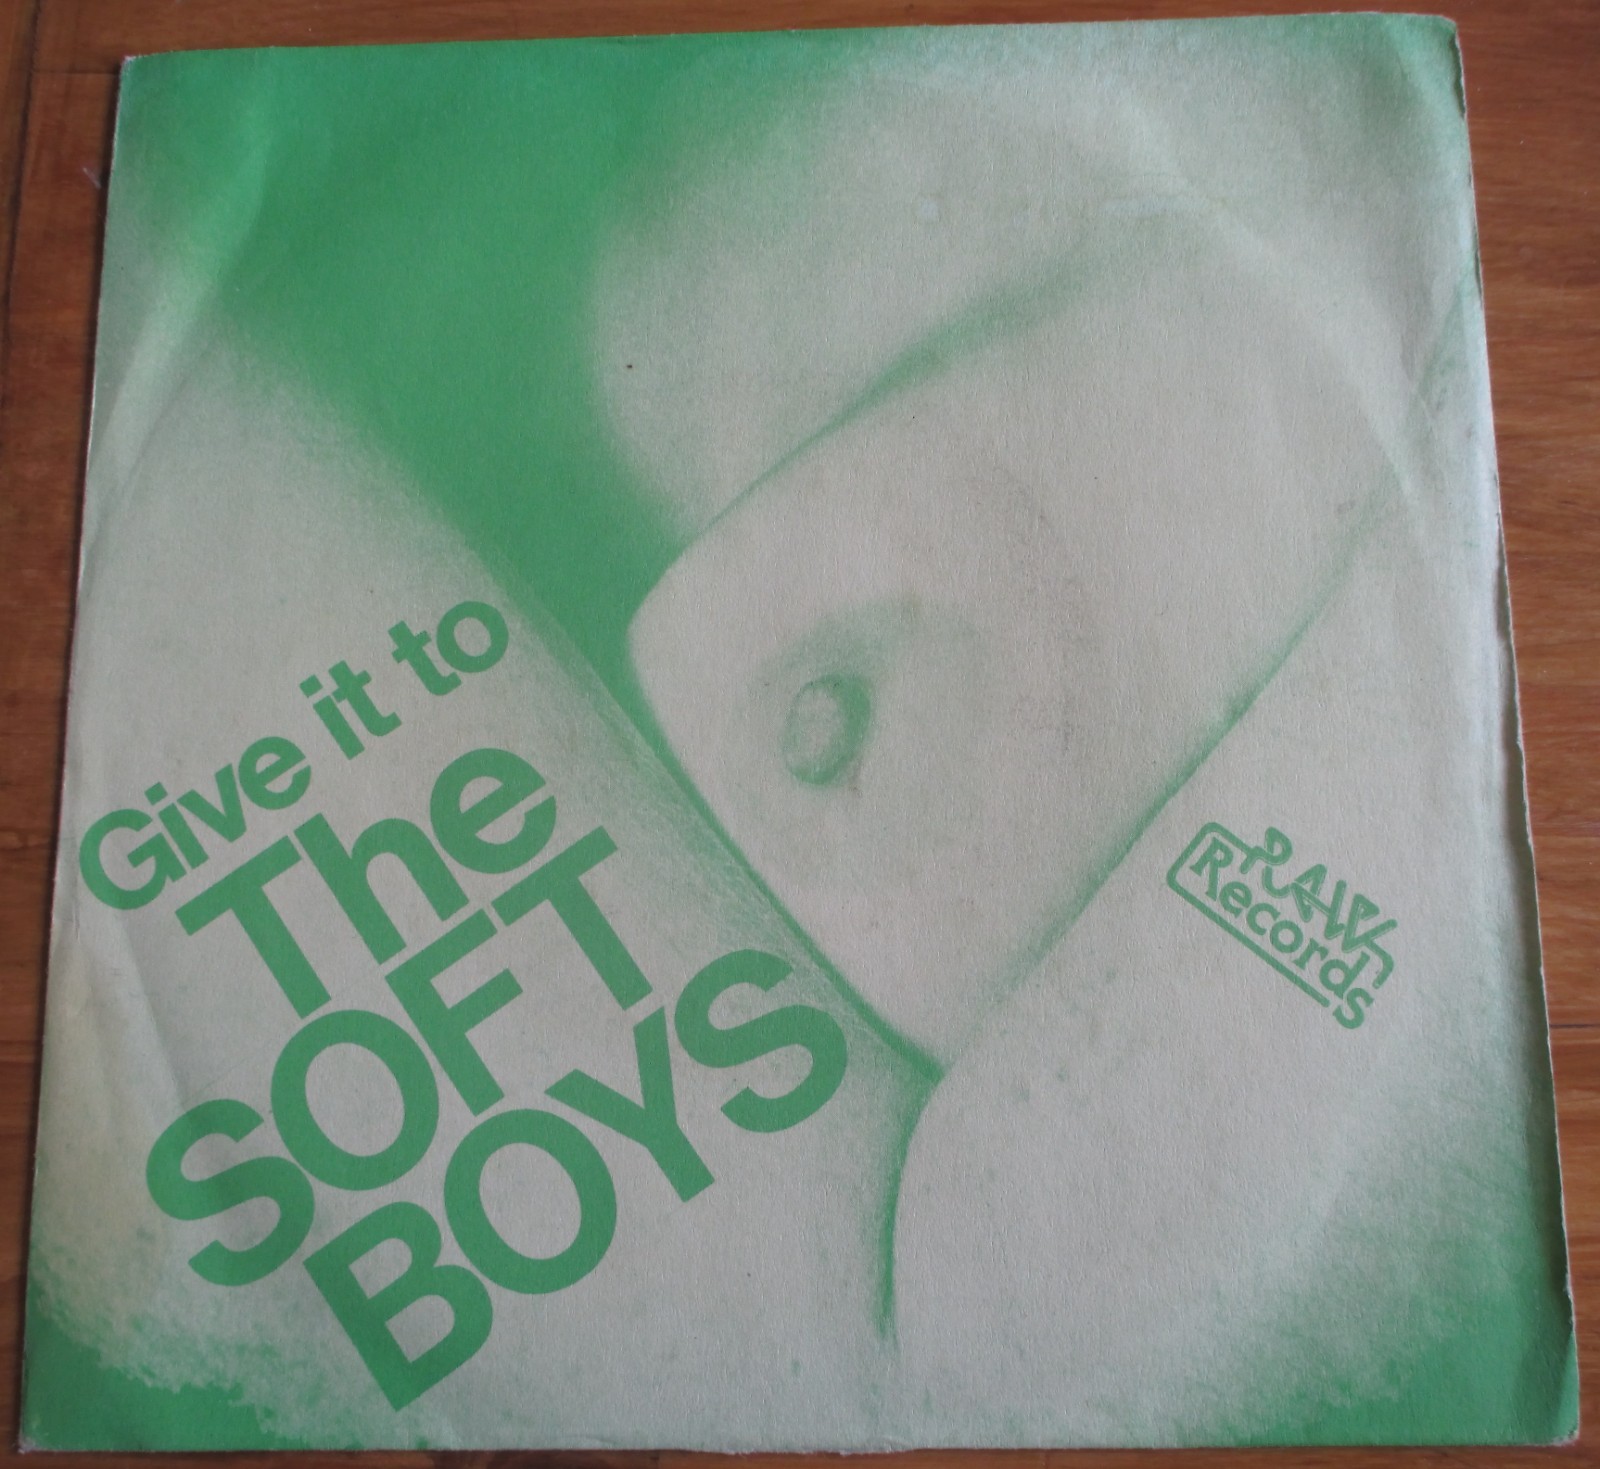 Give it to
The
SOFT
BOYS
RAW
Records